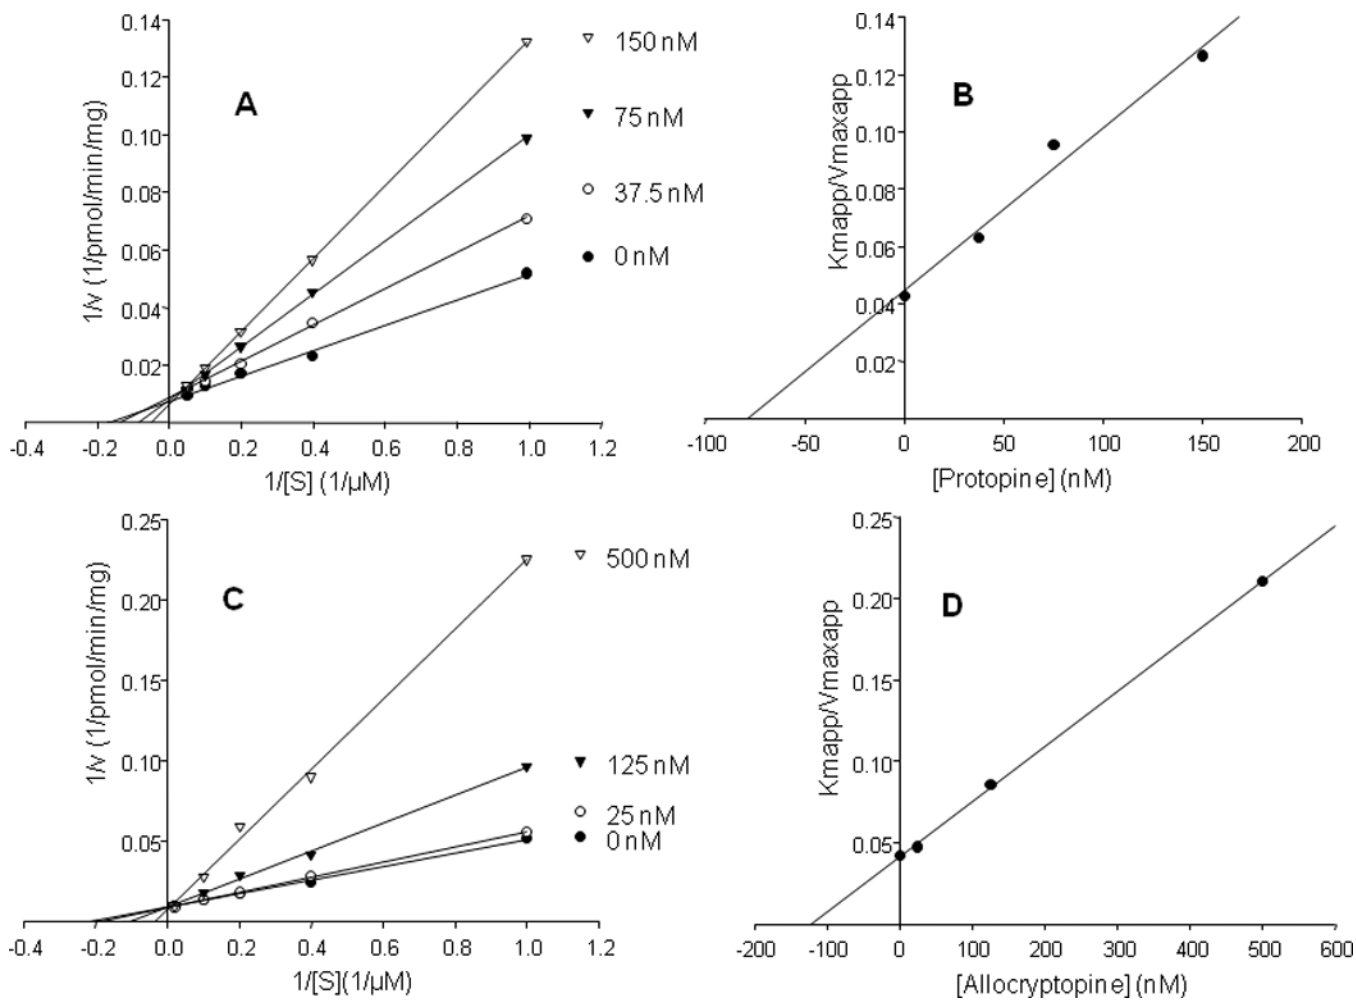 A
1/v (1/pmol/min/mg)
0.14
0.12
0.10
0.08
0.06
0.04
0.02
-0.4 -0.2 0.0 0.2 0.4 0.6 0.8 1.0 1.2
1/[S] (1/µM)
150 nM
75 nM
37.5 nM
0 nM
B
Kmapp/Vmaxapp
0.14
0.12
0.10
0.08
0.06
0.04
0.02
-100 -50 0 50 100 150 200
[Protopine] (nM)
C
1/v (1/pmol/min/mg)
0.25
0.20
0.15
0.10
0.05
-0.4 -0.2 0.0 0.2 0.4 0.6 0.8 1.0 1.2
1/[S](1/µM)
500 nM
125 nM
25 nM
0 nM
D
Kmapp/Vmaxapp
0.25
0.20
0.15
0.10
0.05
-200 -100 0 100 200 300 400 500 600
[Allocryptopine] (nM)